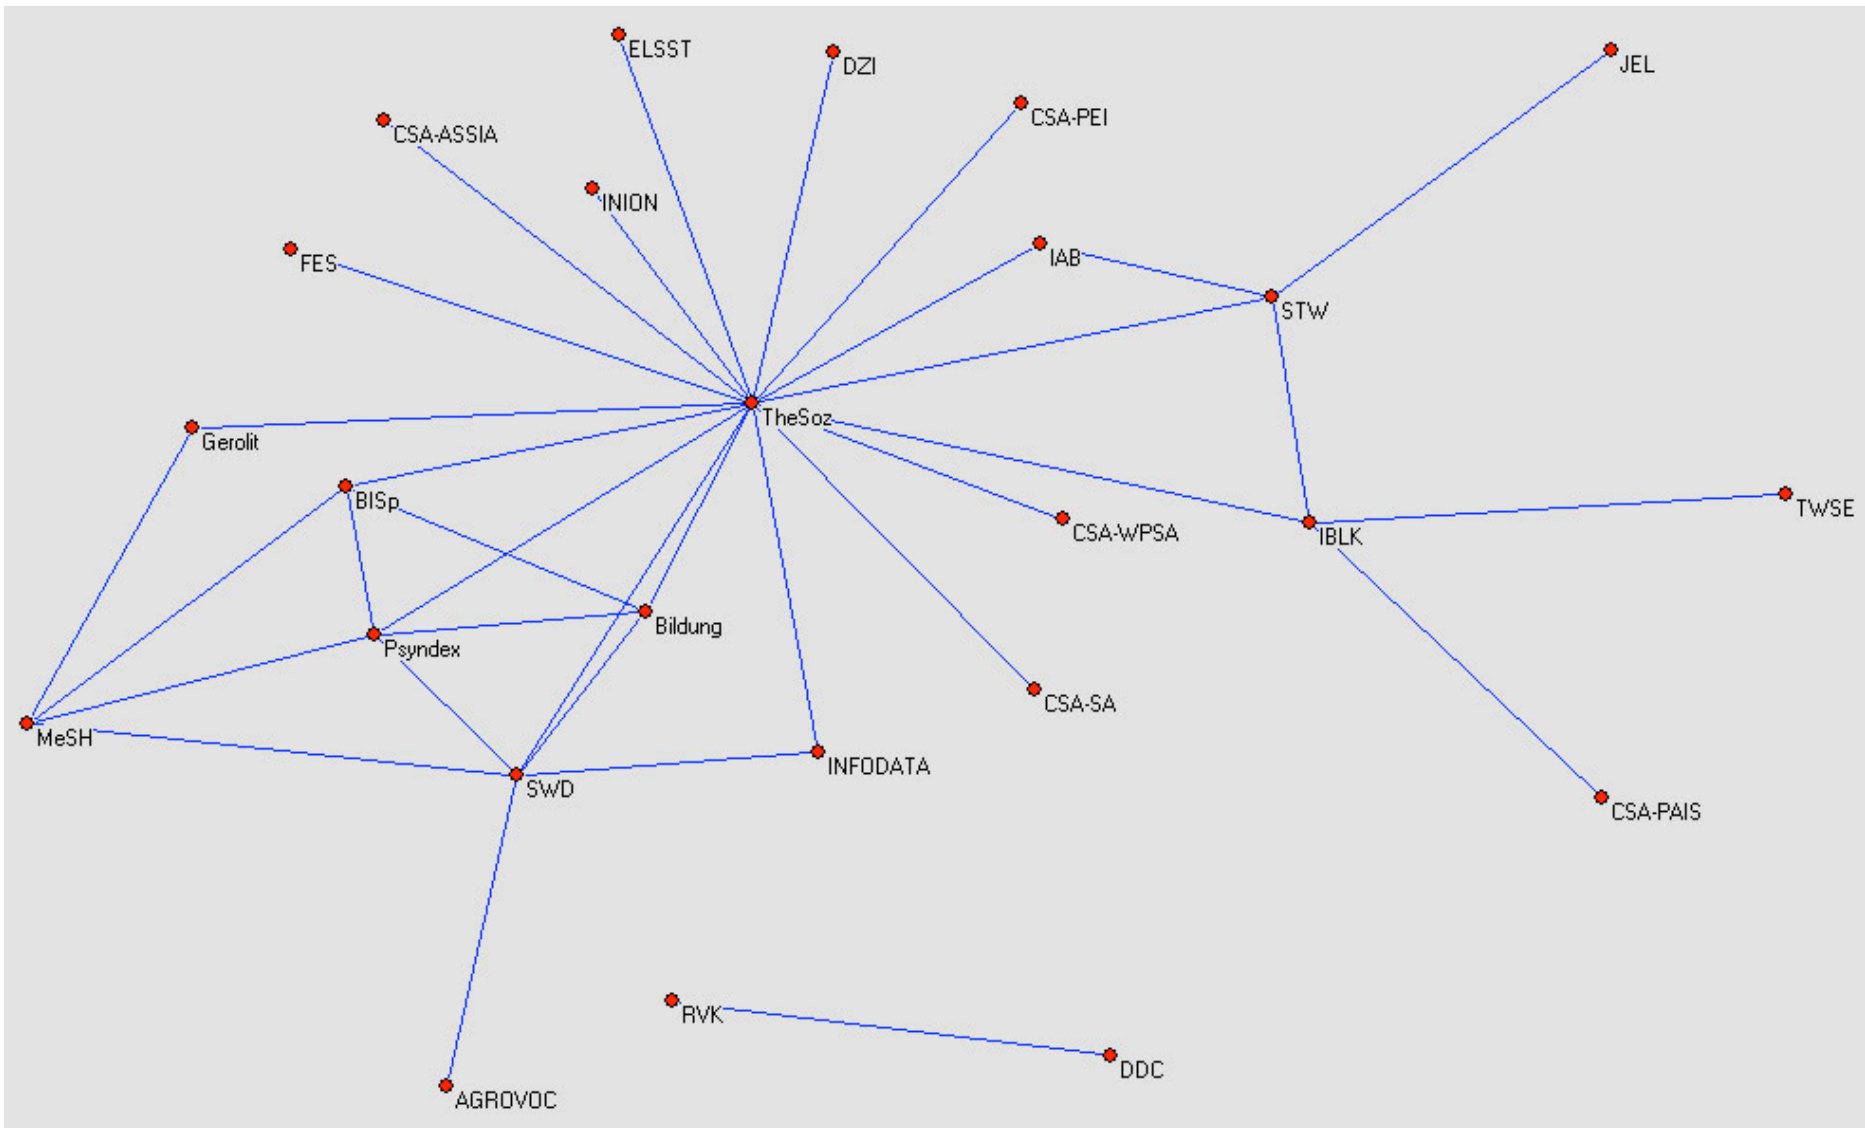 ELSST
DZI
JEL
CSA-PEI
CSA-ASSIA
INION
IAB
FES
STW
TheSoz
Gerolit
BISp
TWSE
CSA-WPSA
IBLK
Bildung
Psyndex
CSA-SA
MeSH
INFODATA
SWD
CSA-PAIS
RVK
DDC
AGROVOC